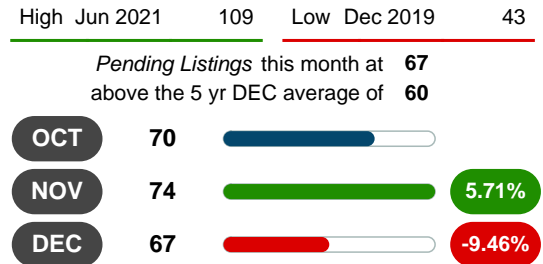 High Jun 2021 109 Low Dec 2019 43
Pending Listings this month at 67
above the 5 yr DEC average of 60
OCT 70
NOV 74 5.71%
DEC 67 -9.46%